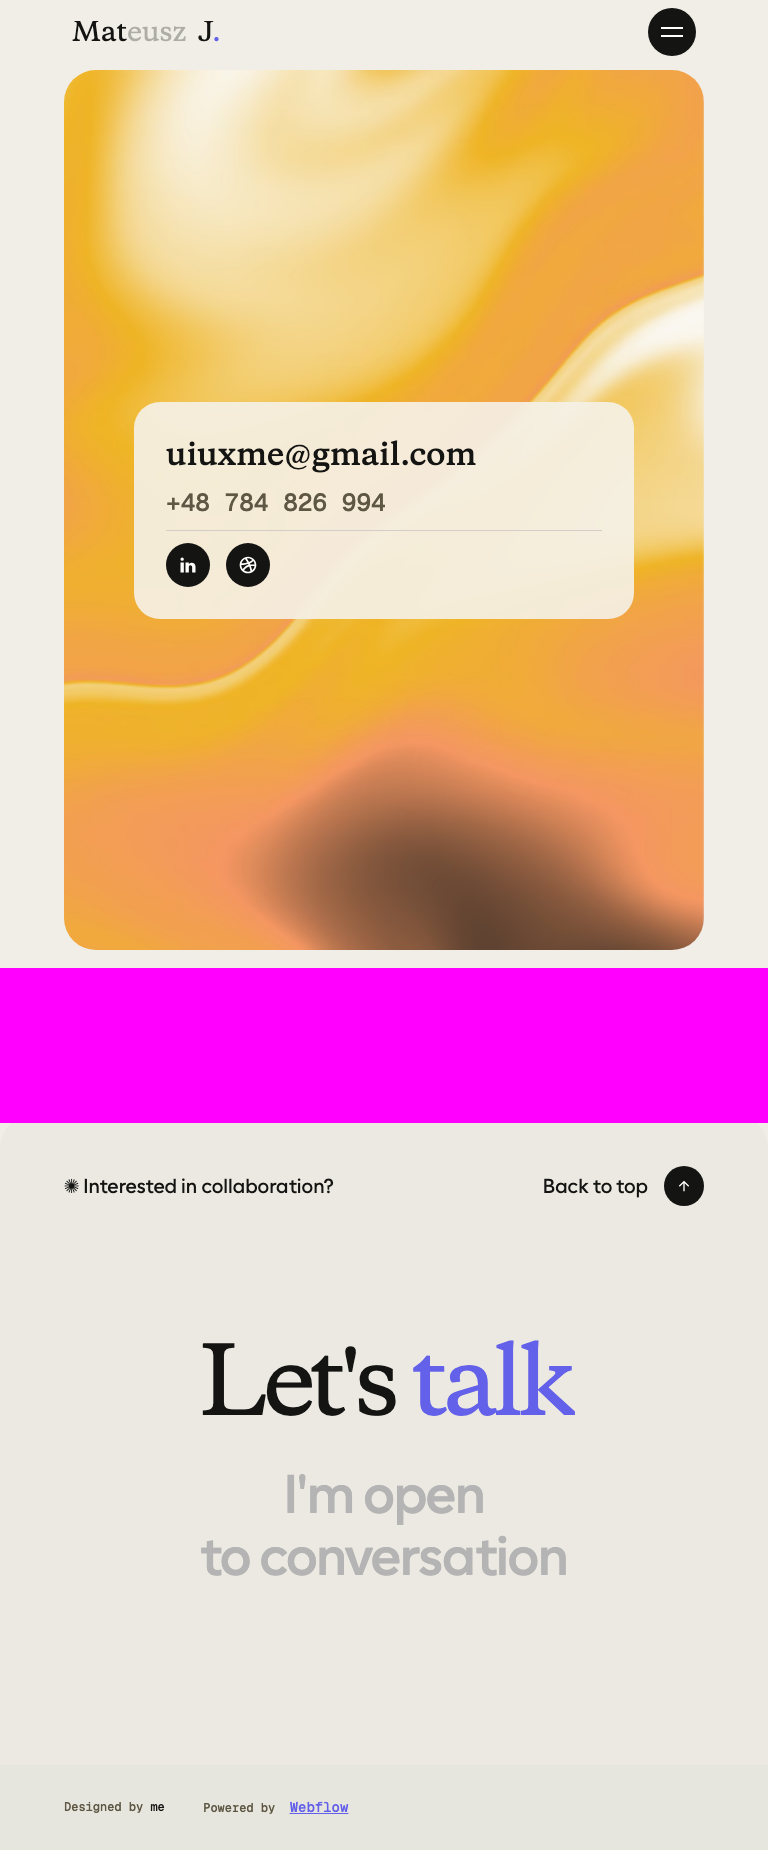 Mateusz J.
uiuxme@gmail.com
+48 784 826 994
in
✺ Interested in collaboration?
Back to top
Let's talk
I'm open
to conversation
Designed by me
Powered by Webflow